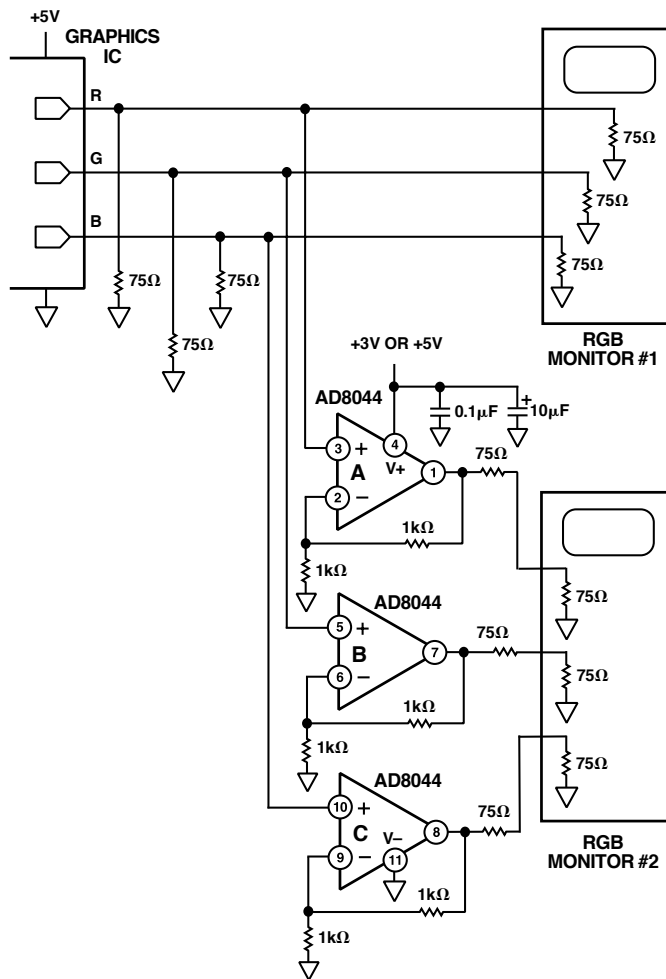 +5V
GRAPHICS
IC
R
G
B
75Ω
75Ω
75Ω
75Ω
75Ω
75Ω
RGB
MONITOR #1
+3V OR +5V
AD8044
0.1µF
+
10µF
3
+
4
V+
A
1
75Ω
2
–
1kΩ
1kΩ
75Ω
AD8044
5
+
B
7
75Ω
6
–
75Ω
1kΩ
1kΩ
AD8044
10
+
C
V–
8
75Ω
75Ω
9
–
11
1kΩ
1kΩ
RGB
MONITOR #2